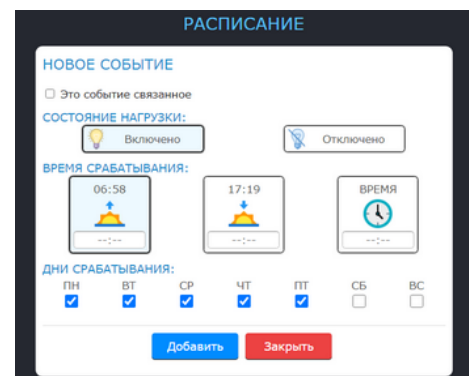 РАСПИСАНИЕ
НОВОЕ СОБЫТИЕ
Это событие связанное
СОСТОЯНИЕ НАГРУЗКИ:
Включено Отключено
ВРЕМЯ СРАБАТЫВАНИЯ:
06:58 17:19 ВРЕМЯ
--:-- --:-- --:--
ДНИ СРАБАТЫВАНИЯ:
ПН ВТ СР ЧТ ПТ СБ ВС
Добавить Закрыть